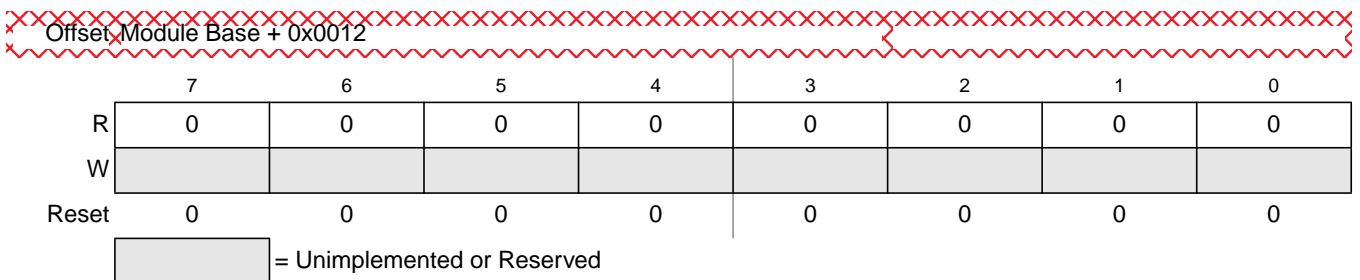 Offset Module Base + 0x0012
7 6 5 4 3 2 1 0
R 0 0 0 0 0 0 0 0
W
Reset 0 0 0 0 0 0 0 0
= Unimplemented or Reserved